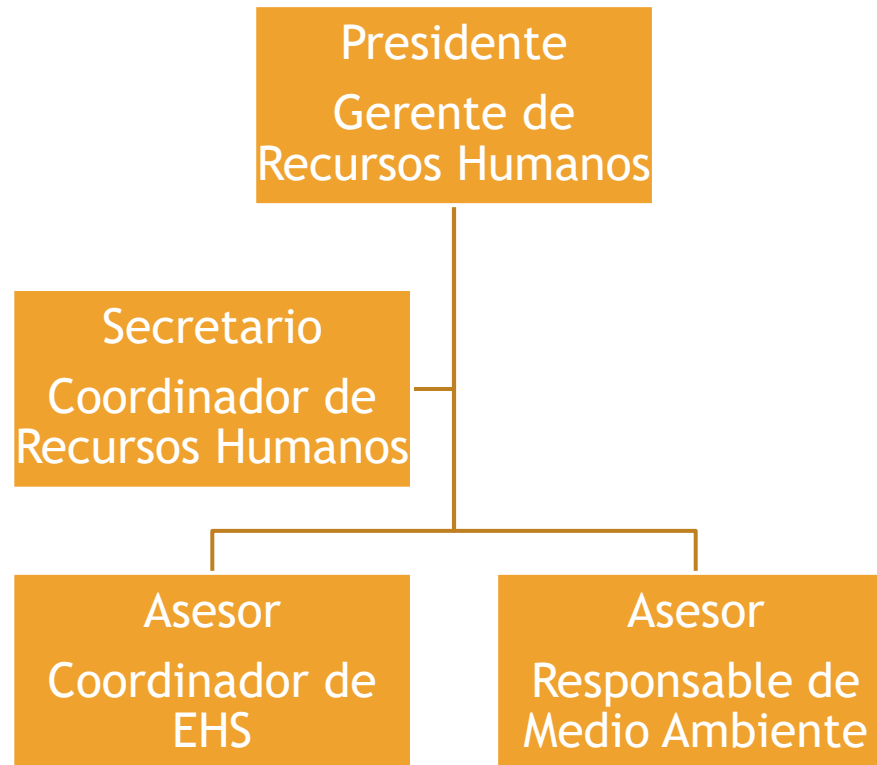 Presidente
Gerente de
Recursos Humanos
Secretario
Coordinador de
Recursos Humanos
Asesor
Coordinador de
EHS
Asesor
Responsable de
Medio Ambiente